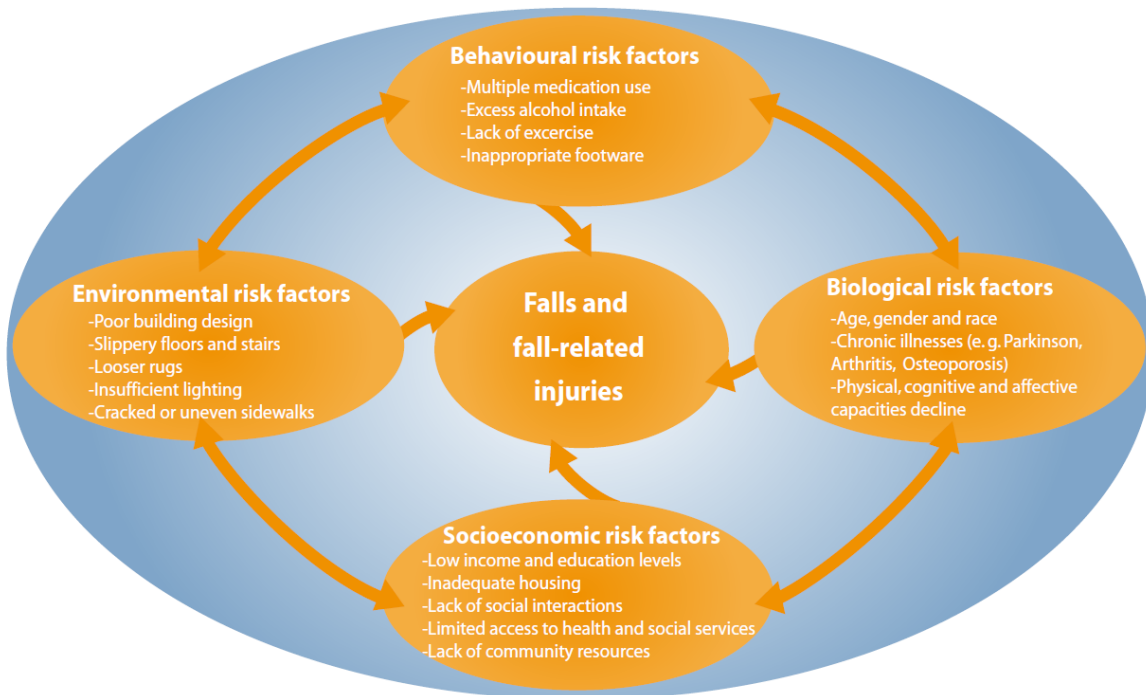 Behavioural risk factors
-Multiple medication use
-Excess alcohol intake
-Lack of excercise
-Inappropriate footware
Environmental risk factors
-Poor building design
-Slippery floors and stairs
-Looser rugs
-Insufficient lighting
-Cracked or uneven sidewalks
Falls and
fall-related
injuries
Biological risk factors
-Age, gender and race
-Chronic illnesses (e. g. Parkinson,
Arthritis, Osteoporosis)
-Physical, cognitive and affective
capacities decline
Socioeconomic risk factors
-Low income and education levels
-Inadequate housing
-Lack of social interactions
-Limited access to health and social services
-Lack of community resources